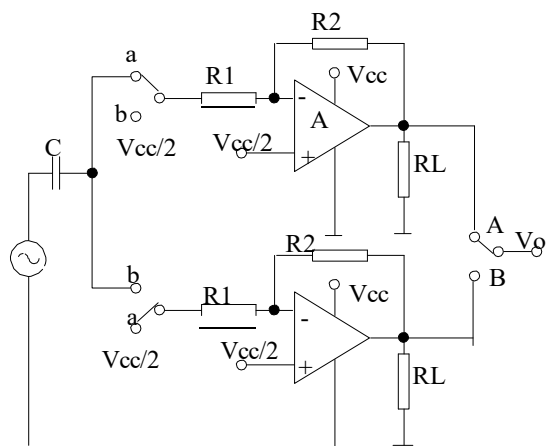 R2
a
R1
Vcc
-
A
b
Vcc/2
Vcc/2
+
C
RL
A
Vo
R2
B
b
R1
Vcc
a
-
Vcc/2
Vcc/2
+
RL